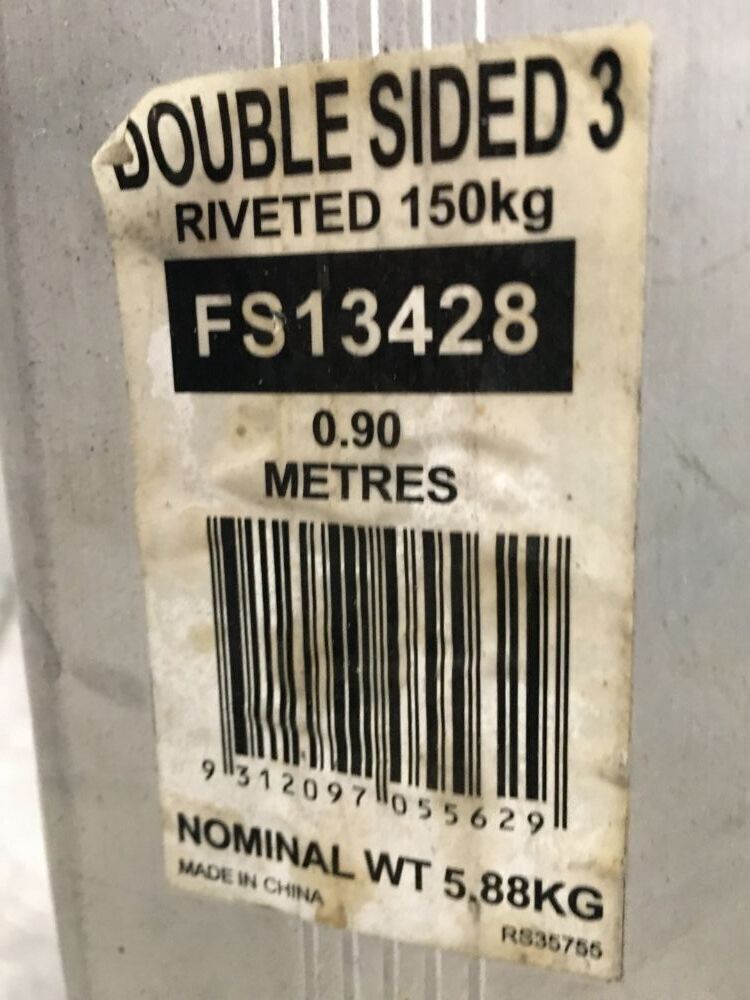 DOUBLE SIDED 3
RIVETED 150kg
FS13428
0.90
METRES
9 312097 055629
NOMINAL WT 5.88KG
MADE IN CHINA
RS35755